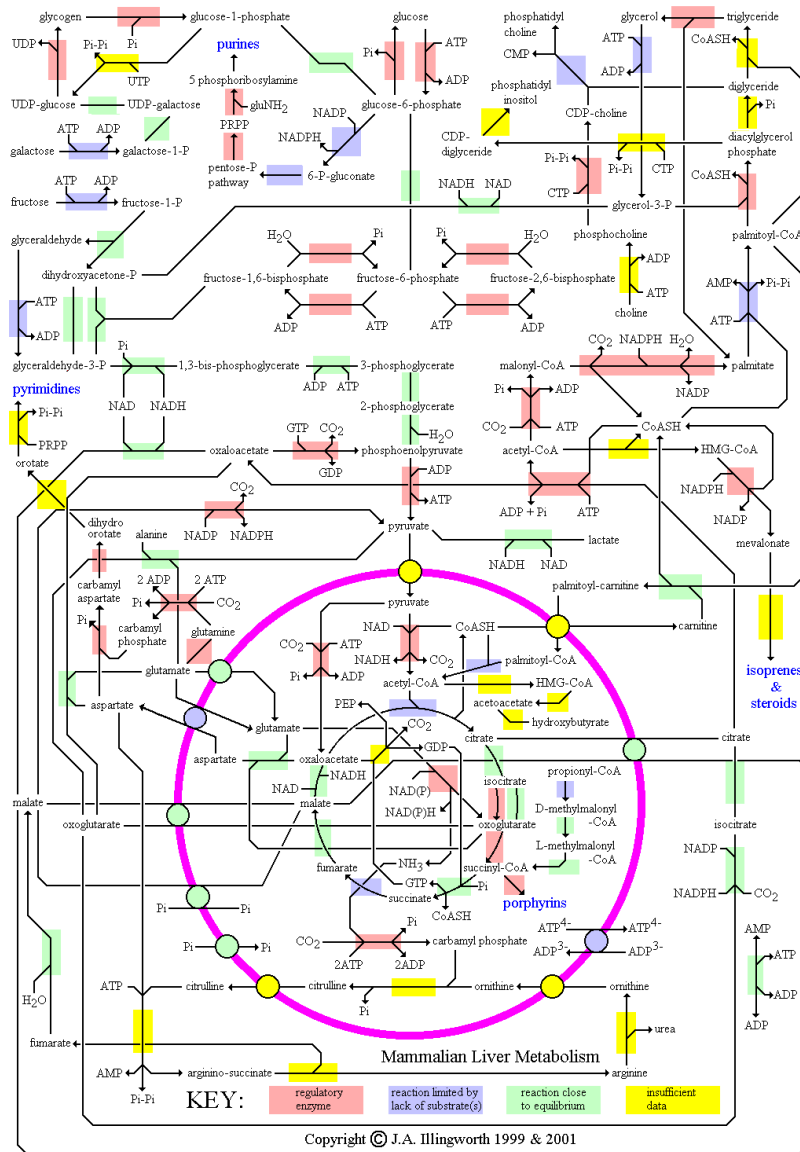 glycogen
glucose-1-phosphate
glucose
phosphatidyl
choline
glycerol
triglyceride
UDP
Pi
Pi-Pi
UTP
purines
Pi
ATP
ADP
CMP
ATP
ADP
CoASH
5 phosphoribosylamine
phosphatidyl
inositol
diglyceride
UDP-glucose
UDP-galactose
gluNH2
glucose-6-phosphate
CDP-choline
Pi
ATP
ADP
PRPP
NADP
NADPH
CDP-
diglyceride
diacylglycerol
phosphate
galactose
galactose-1-P
pentose-P
pathway
6-P-gluconate
Pi-Pi
CTP
Pi-Pi
CTP
CoASH
ATP
ADP
NADH
NAD
fructose
fructose-1-P
glycerol-3-P
glyceraldehyde
H2O
Pi
Pi
H2O
phosphocholine
palmitoyl-CoA
dihydroxyacetone-P
fructose-1,6-bisphosphate
fructose-6-phosphate
fructose-2,6-bisphosphate
ADP
ATP
choline
AMP
Pi-Pi
ATP
ATP
ADP
ADP
ATP
ATP
ADP
Pi
CO2
NADPH
H2O
glyceraldehyde-3-P
1,3-bis-phosphoglycerate
3-phosphoglycerate
malonyl-CoA
palmitate
pyrimidines
ADP
ATP
Pi
ADP
NADP
NAD
NADH
2-phosphoglycerate
Pi-Pi
PRPP
GTP
CO2
H2O
CO2
ATP
CoASH
orotate
oxaloacetate
GDP
phosphoenolpyruvate
acetyl-CoA
HMG-CoA
ADP
ATP
NADPH
NADP
CO2
ADP + Pi
ATP
dihydro
orotate
alanine
NADP
NADPH
pyruvate
lactate
NADH
NAD
mevalonate
carbamyl
aspartate
2 ADP
2 ATP
Pi
CO2
palmitoyl-carnitine
Pi
carbamyl
phosphate
glutamine
pyruvate
CO2
ATP
NAD
CoASH
carnitine
glutamate
Pi
ADP
NADH
CO2
palmitoyl-CoA
isoprenes
&
steroids
acetyl-CoA
HMG-CoA
aspartate
PEP
acetoacetate
glutamate
CO2
hydroxybutyrate
GDP
citrate
citrate
aspartate
oxaloacetate
NADH
NAD
NAD(P)
isocitrate
propionyl-CoA
malate
malate
NAD(P)H
D-methylmalonyl
-CoA
oxoglutarate
oxoglutarate
isocitrate
L-methylmalonyl
-CoA
NADP
fumarate
NH3
succinyl-CoA
GTP
Pi
NADPH
CO2
succinate
CoASH
porphyrins
Pi
Pi
Pi
ATP4-
ATP4-
AMP
Pi
Pi
CO2
carbamyl phosphate
ADP3-
ADP3-
2ATP
2ADP
ATP
ADP
ATP
citrulline
citrulline
ornithine
ornithine
H2O
Pi
ADP
urea
fumarate
Mammalian Liver Metabolism
AMP
arginino-succinate
arginine
Pi-Pi
KEY:
regulatory
enzyme
reaction limited by
lack of substrate(s)
reaction close
to equilibrium
insufficient
data
Copyright © J.A. Illingworth 1999 & 2001